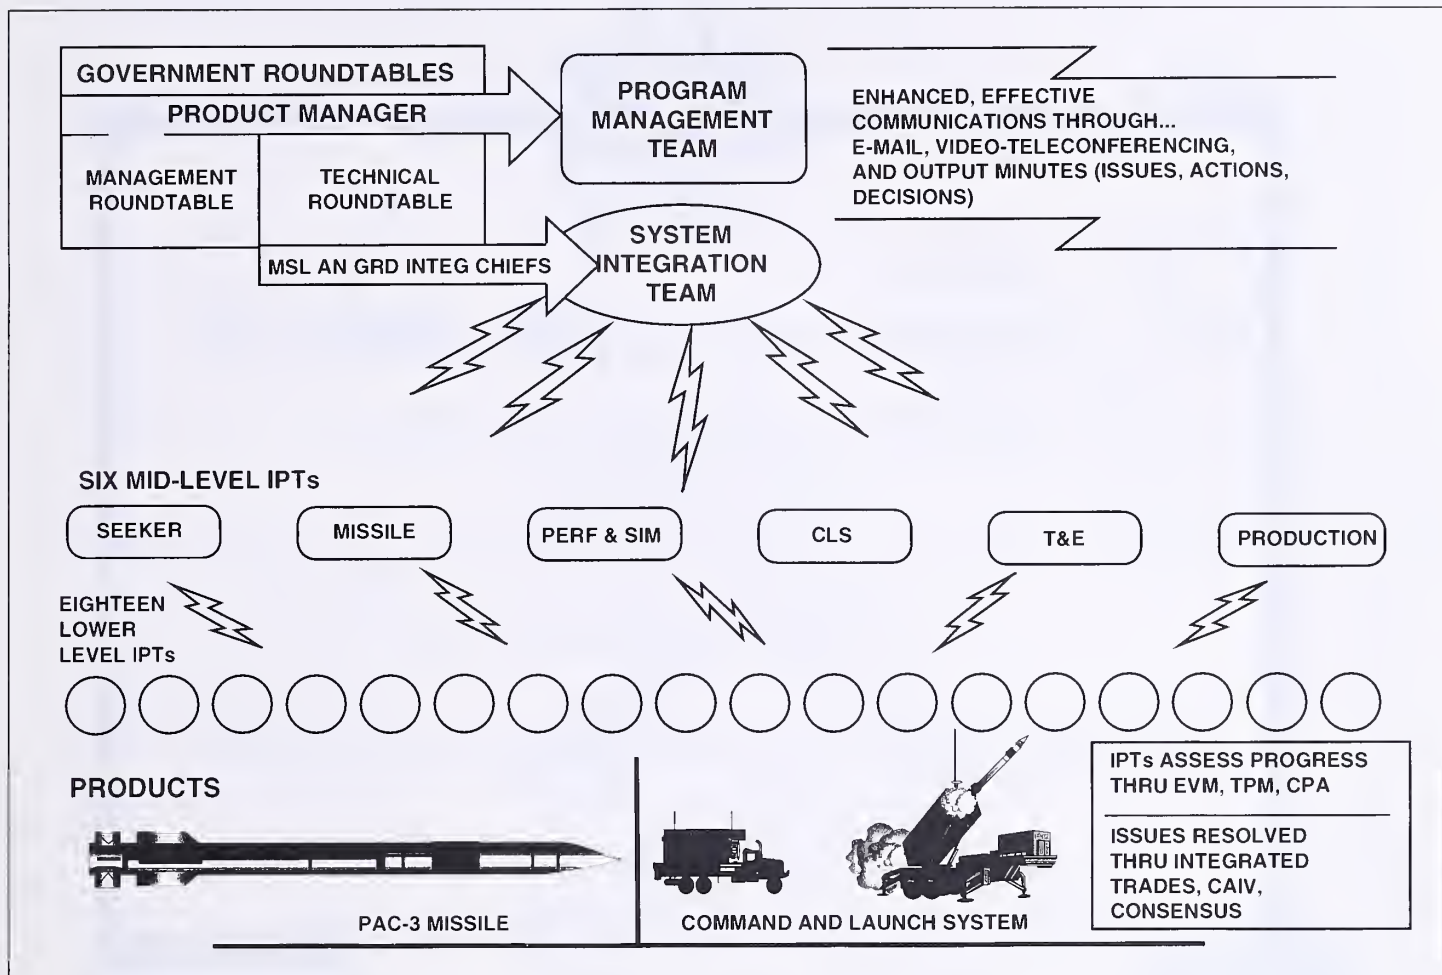 GOVERNMENT ROUNDTABLES
PRODUCT MANAGER
MANAGEMENT
ROUNDTABLE
TECHNICAL
ROUNDTABLE
MSL AN GRD INTEG CHIEFS
PROGRAM
MANAGEMENT
TEAM
SYSTEM
INTEGRATION
TEAM
ENHANCED, EFFECTIVE
COMMUNICATIONS THROUGH...
E-MAIL, VIDEO-TELECONFERENCING,
AND OUTPUT MINUTES (ISSUES, ACTIONS,
DECISIONS)
SIX MID-LEVEL IPTs
SEEKER
MISSILE
PERF & SIM
CLS
T&E
PRODUCTION
EIGHTEEN
LOWER
LEVEL IPTs
PRODUCTS
PAC-3 MISSILE
COMMAND AND LAUNCH SYSTEM
IPTs ASSESS PROGRESS
THRU EVM, TPM, CPA
ISSUES RESOLVED
THRU INTEGRATED
TRADES, CAIV,
CONSENSUS